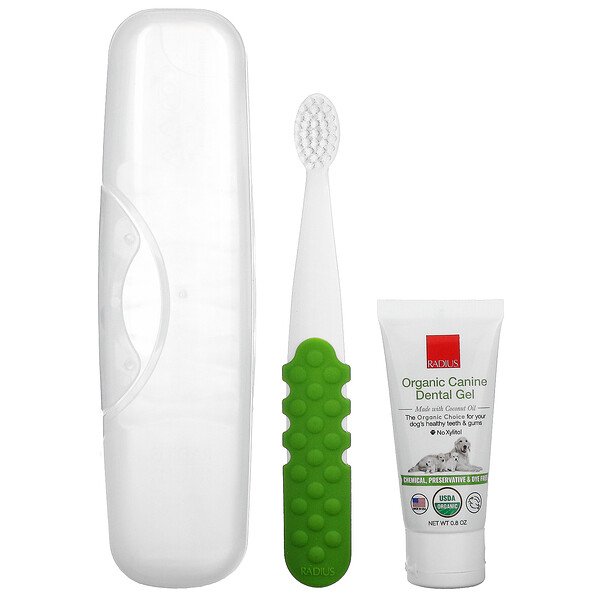 RADIUS
RADIUS
Organic Canine
Dental Gel
Made with Coconut Oil
The Organic Choice for your
dog's healthy teeth & gums
No Xylitol
CHEMICAL, PRESERVATIVE & DYE FREE
USDA
ORGANIC
NET WT 0.8 OZ